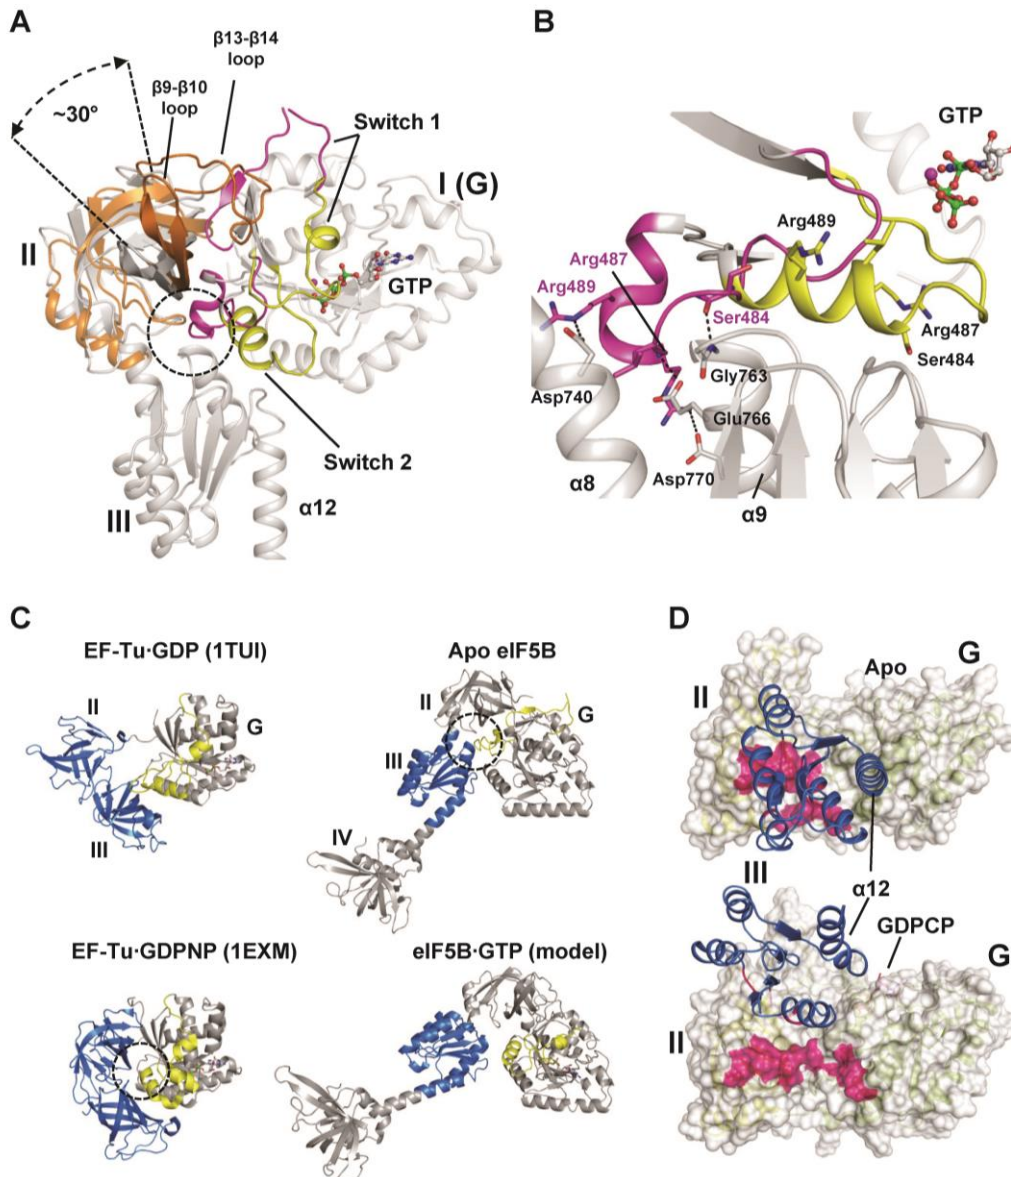 A
β13-β14
loop
β9-β10
loop
~30°
Switch 1
I (G)
II
GTP
Switch 2
III
α12
B
GTP
Arg489
Arg487
Arg489
Ser484
Arg487
Ser484
Gly763
Asp740
Glu766
Asp770
α8
α9
C
EF-Tu·GDP (1TUI)
II
G
III
Apo eIF5B
II
G
III
IV
EF-Tu·GDPNP (1EXM)
eIF5B·GTP (model)
D
Apo
G
II
III
α12
GDPCP
G
II